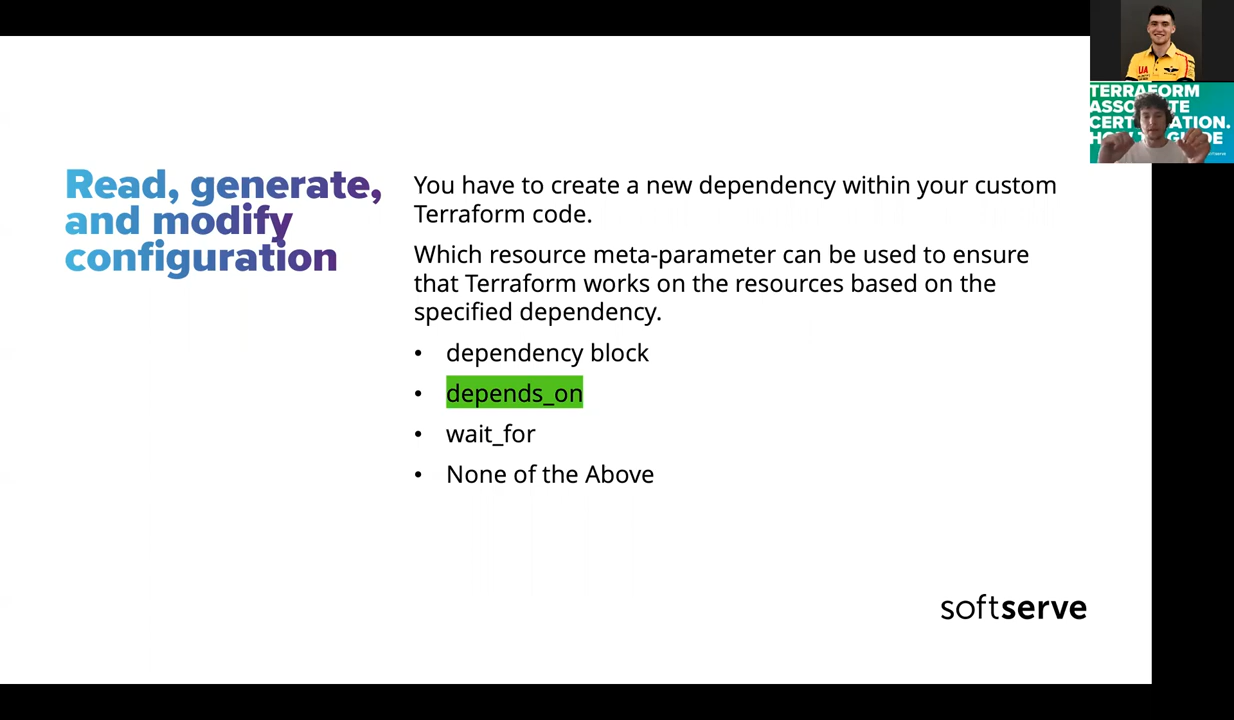 Read, generate,
and modify
configuration
You have to create a new dependency within your custom
Terraform code.
Which resource meta-parameter can be used to ensure
that Terraform works on the resources based on the
specified dependency.
• dependency block
• depends_on
• wait_for
• None of the Above
softserve
UA
TERRAFORM